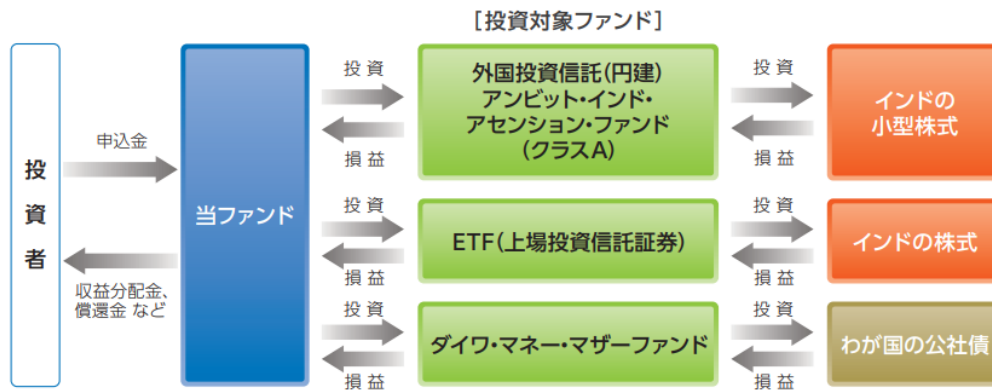 [投資対象ファンド]
投資者
申込金
収益分配金、
償還金 など
当ファンド
投 資
損 益
外国投資信託(円建)
アンビット・インド・
アセンション・ファンド
(クラスA)
投 資
損 益
インドの
小型株式
投 資
損 益
ETF(上場投資信託証券)
投 資
損 益
インドの株式
投 資
損 益
ダイワ・マネー・マザーファンド
投 資
損 益
わが国の公社債